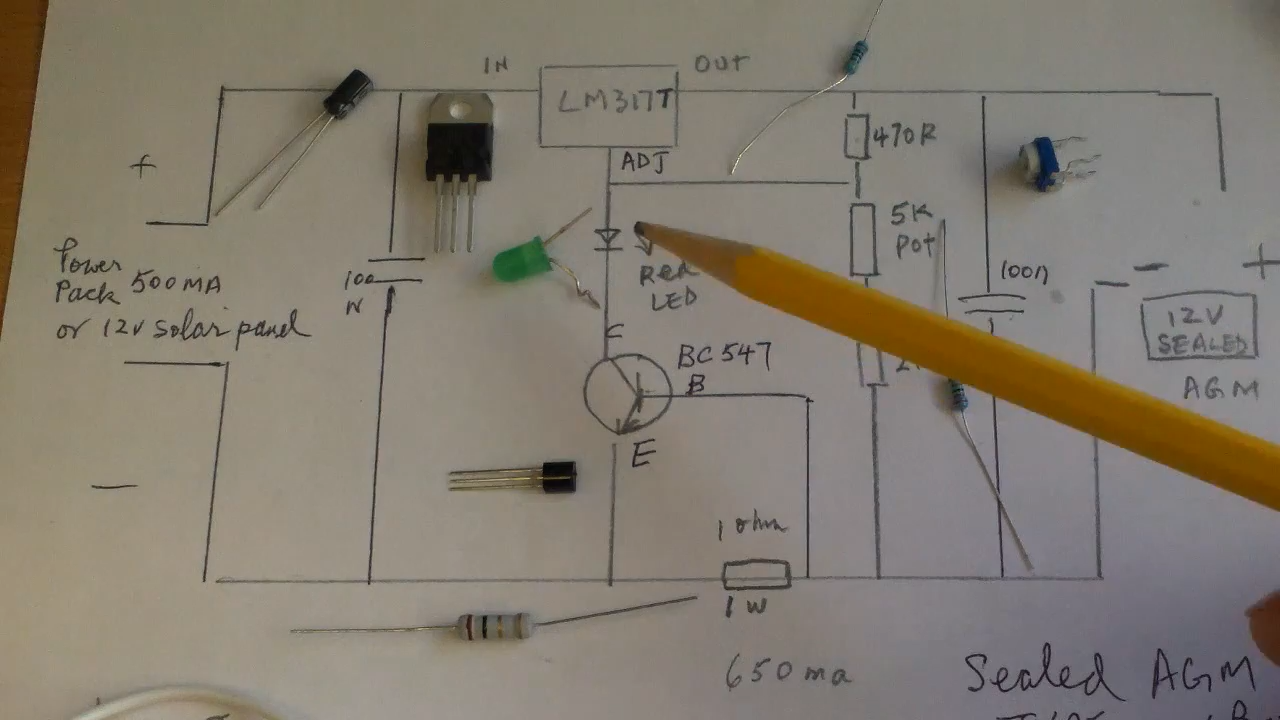 IN
OUT
LM317T
ADJ
470R
+
5K
Pot
Power
Pack 500MA
or 12v solar panel
100
N
Red
LED
100n
-
+
12V
SEALED
AGM
C
BC547
B
E
-
1 ohm
1W
650ma
Sealed AGM